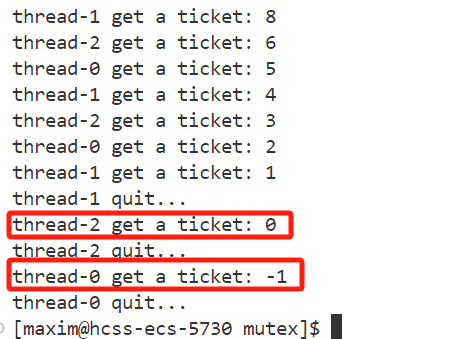 thread-1 get a ticket: 8
thread-2 get a ticket: 6
thread-0 get a ticket: 5
thread-1 get a ticket: 4
thread-2 get a ticket: 3
thread-0 get a ticket: 2
thread-1 get a ticket: 1
thread-1 quit...
thread-2 get a ticket: 0
thread-2 quit...
thread-0 get a ticket: -1
thread-0 quit...
[maxim@hcss-ecs-5730 mutex]$